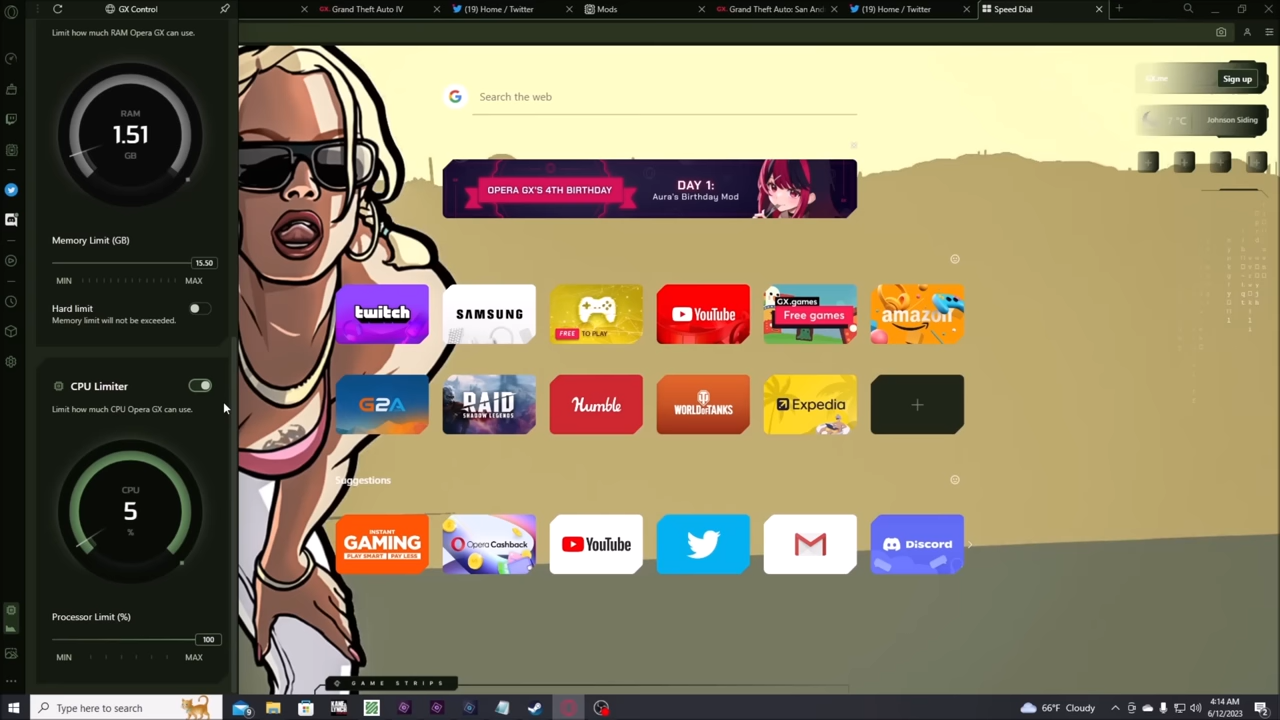 GX Control
Grand Theft Auto IV
(19) Home / Twitter
Mods
Grand Theft Auto: San And
(19) Home / Twitter
Speed Dial
Limit how much RAM Opera GX can use.
RAM
1.51
GB
Memory Limit (GB)
15.50
MIN
MAX
Hard limit
Memory limit will not be exceeded.
CPU Limiter
Limit how much CPU Opera GX can use.
CPU
5
%
Processor Limit (%)
100
MIN
MAX
Search the web
GX.me
Sign up
7 °C
Johnson Siding
OPERA GX'S 4TH BIRTHDAY
DAY 1:
Aura's Birthday Mod
twitch
SAMSUNG
FREE TO PLAY
YouTube
GX.games
Free games
amazon
G2A
RAID
SHADOW LEGENDS
Humble
WORLD OF TANKS
Expedia
Suggestions
INSTANT
GAMING
PLAY SMART PAY LESS
Opera Cashback
YouTube
Discord
GAME STRIPS
Type here to search
9
66°F Cloudy
4:14 AM
6/12/2023
2